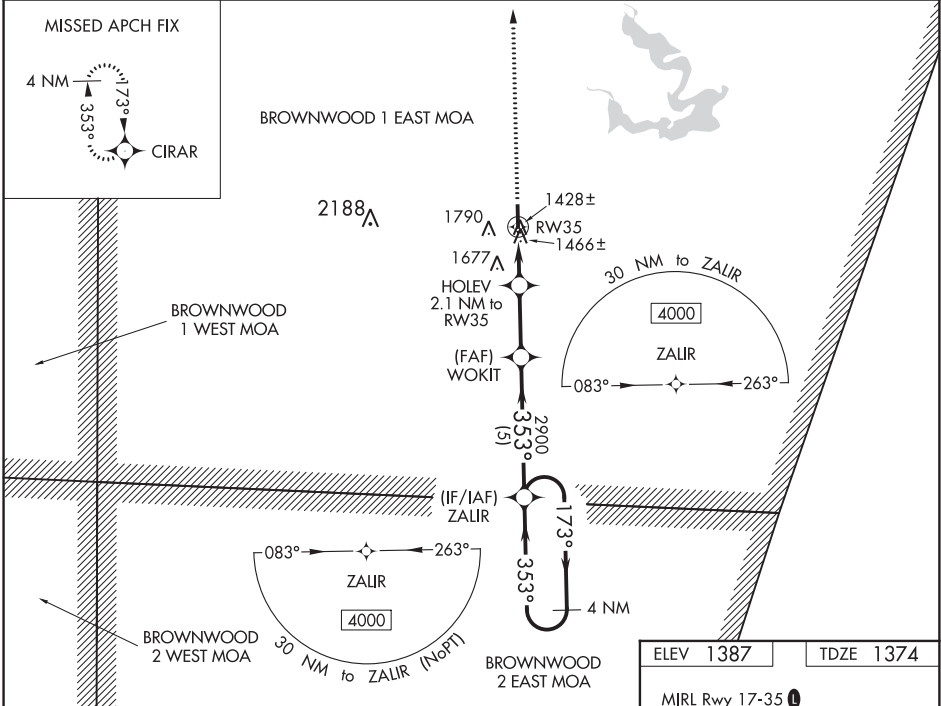 MISSED APCH FIX
4 NM
173°
353°
CIRAR
BROWNWOOD 1 EAST MOA
2188
1790
1428±
RW35
1466±
1677
HOLEV
2.1 NM to
RW35
30 NM to ZALIR
4000
ZALIR
083°
263°
BROWNWOOD
1 WEST MOA
(FAF)
WOKIT
2900
353°
(5)
(IF/IAF)
ZALIR
173°
353°
4 NM
083°
263°
ZALIR
4000
30 NM to ZALIR (NoPT)
BROWNWOOD
2 WEST MOA
BROWNWOOD
2 EAST MOA
ELEV 1387
TDZE 1374
MIRL Rwy 17-35 L